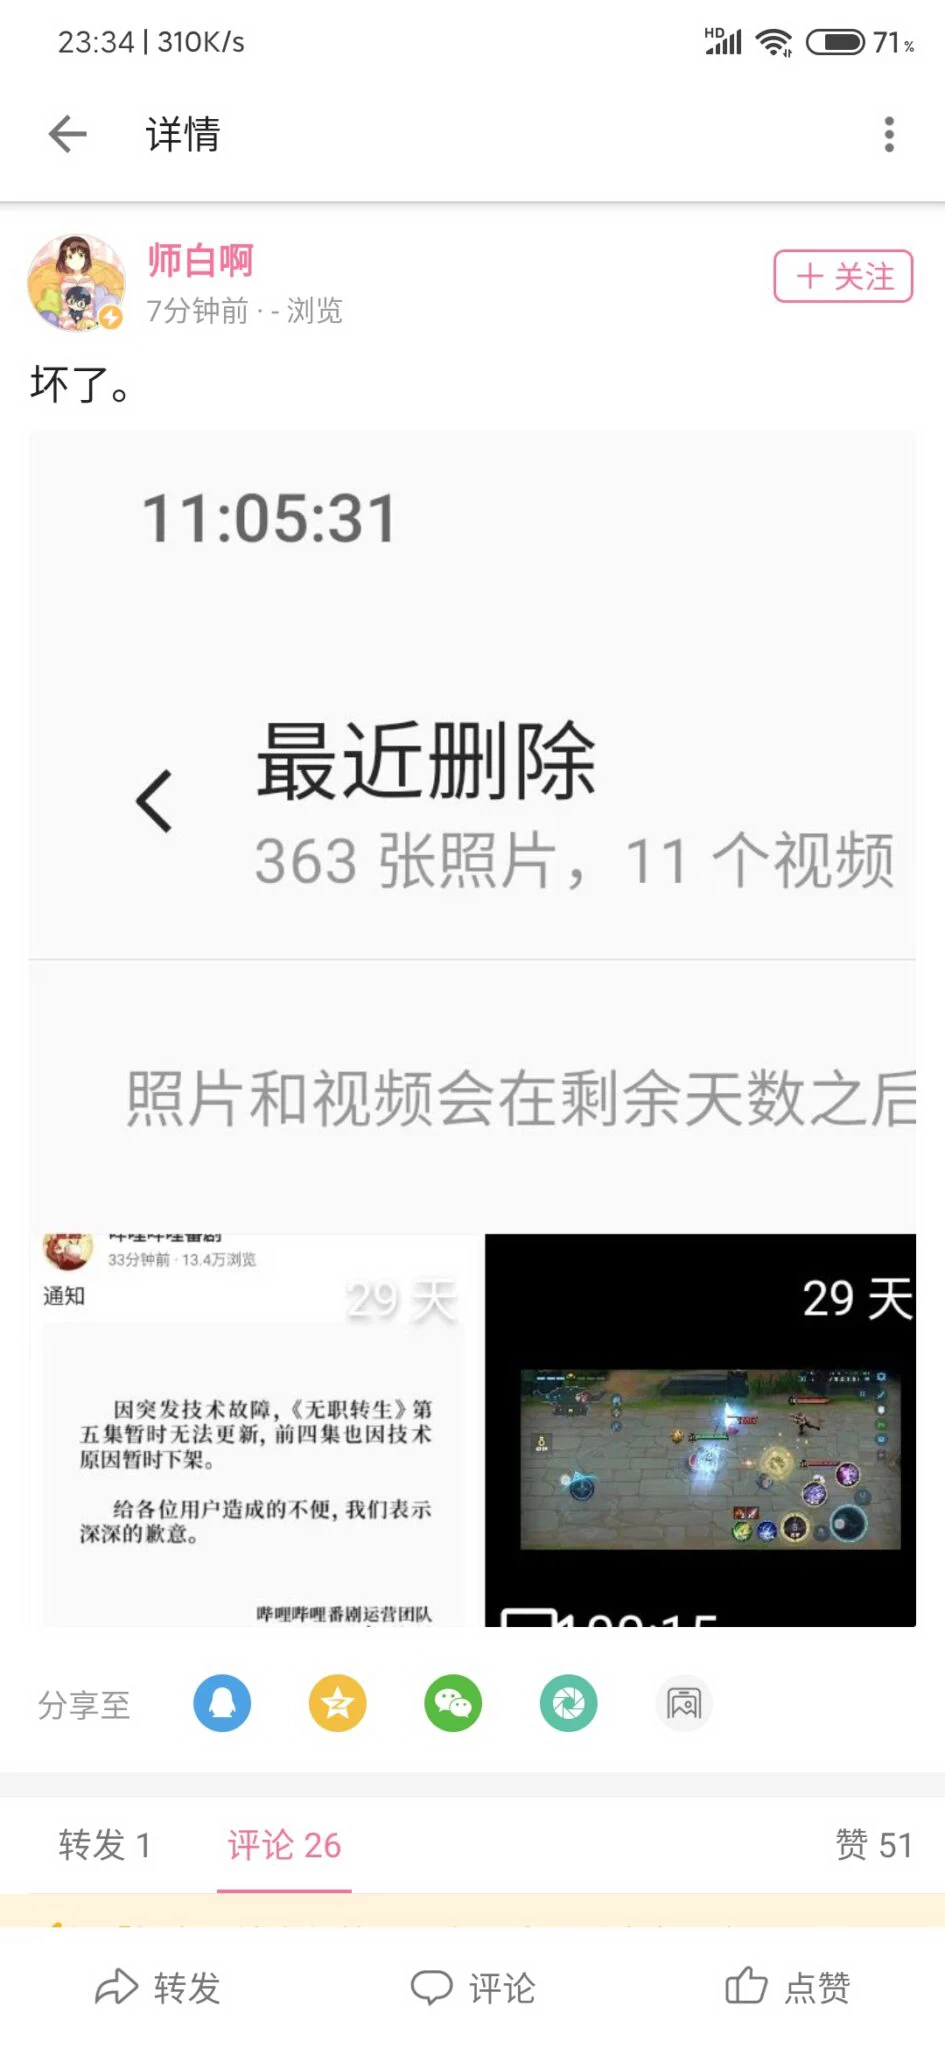 23:34 | 310K/s
HD
71%
详情
师白啊
7分钟前 · - 浏览
+ 关注
坏了。
11:05:31
最近删除
363 张照片，11 个视频
照片和视频会在剩余天数之后
哔哩哔哩番剧
33分钟前 · 13.4万浏览
通知
29 天
29 天
因突发技术故障,《无职转生》第
五集暂时无法更新, 前四集也因技术
原因暂时下架。
给各位用户造成的不便, 我们表示
深深的歉意。
哔哩哔哩番剧运营团队
分享至
转发 1
评论 26
赞 51
转发
评论
点赞